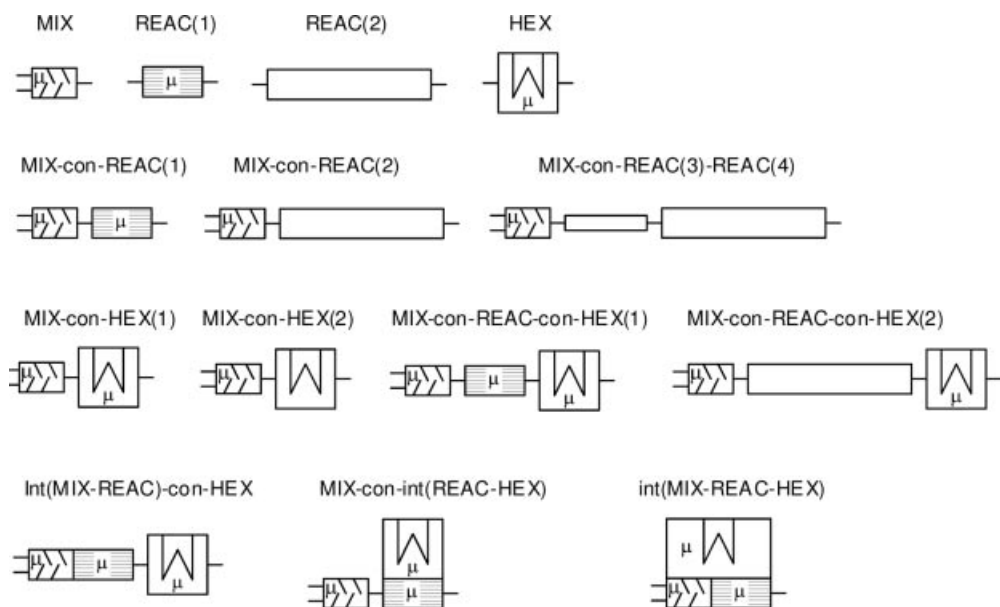 MIX REAC(1) REAC(2) HEX
μ μ μ
MIX-con-REAC(1) MIX-con-REAC(2) MIX-con-REAC(3)-REAC(4)
μ μ μ μ
MIX-con-HEX(1) MIX-con-HEX(2) MIX-con-REAC-con-HEX(1) MIX-con-REAC-con-HEX(2)
μ μ μ μ μ
μ μ μ
Int(MIX-REAC)-con-HEX MIX-con-int(REAC-HEX) int(MIX-REAC-HEX)
μ
μ μ μ
μ μ μ μ μ